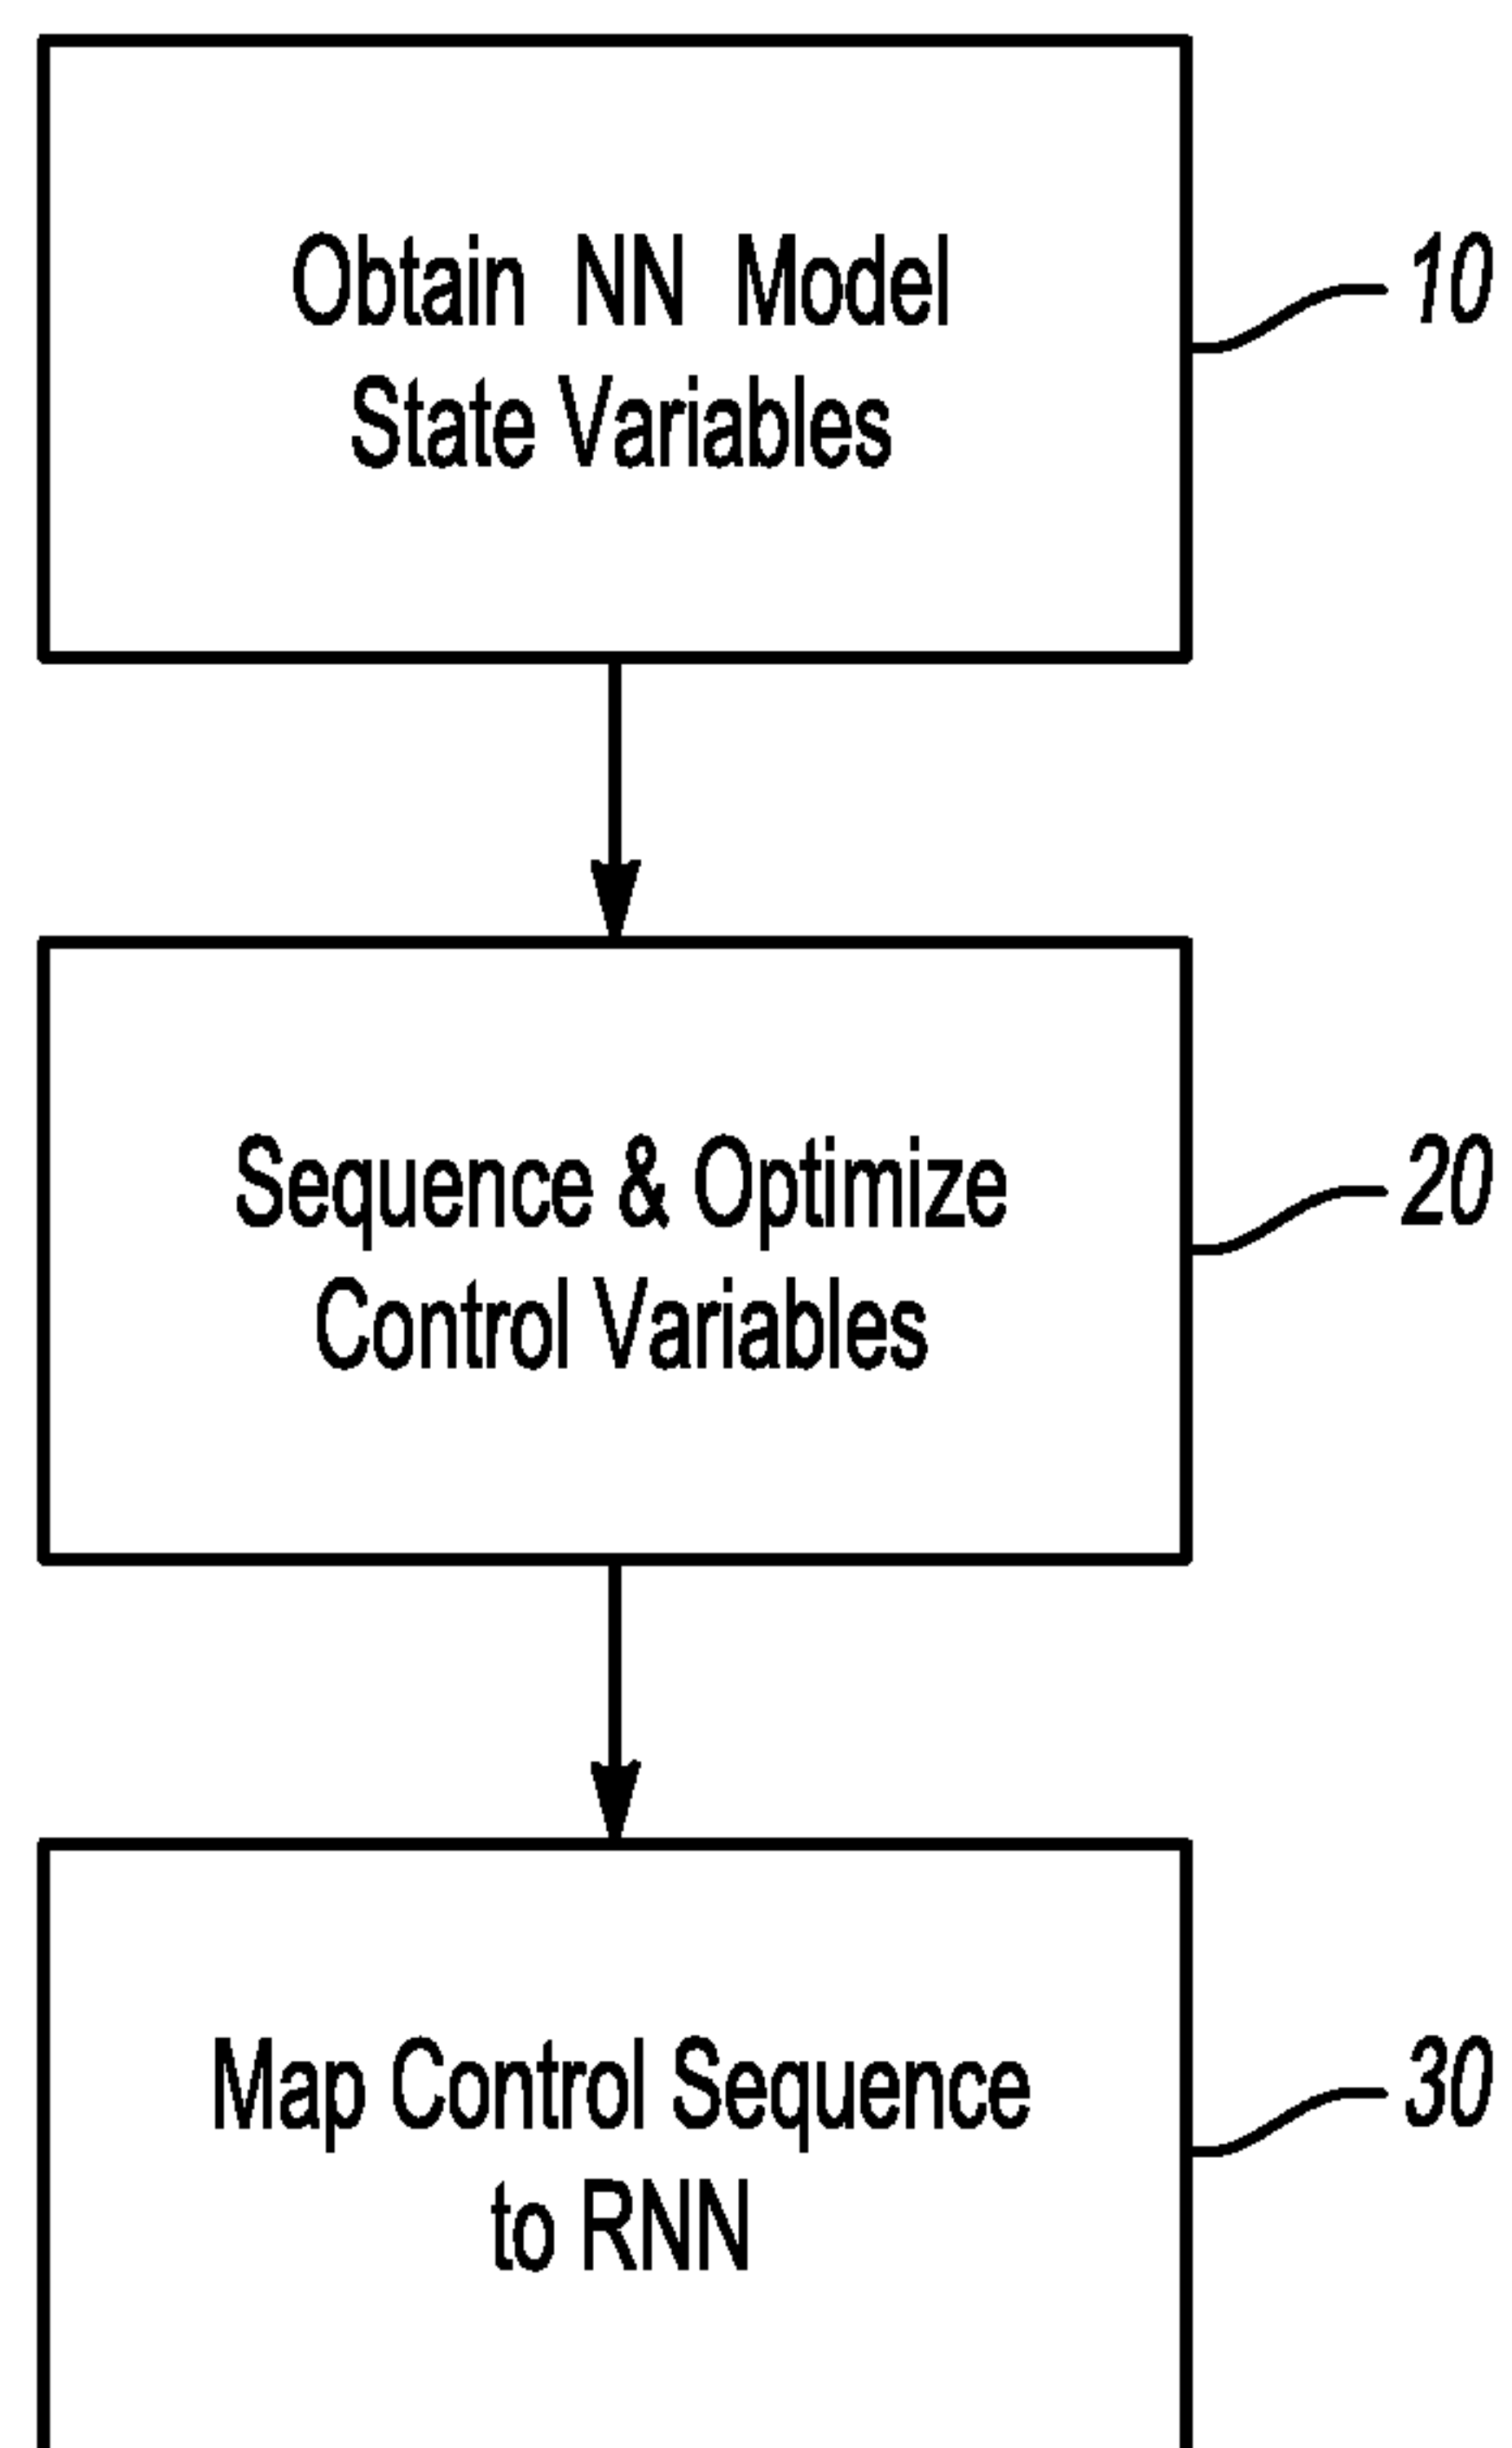 Obtain NN Model
State Variables
10
Sequence & Optimize
Control Variables
20
Map Control Sequence
to RNN
30